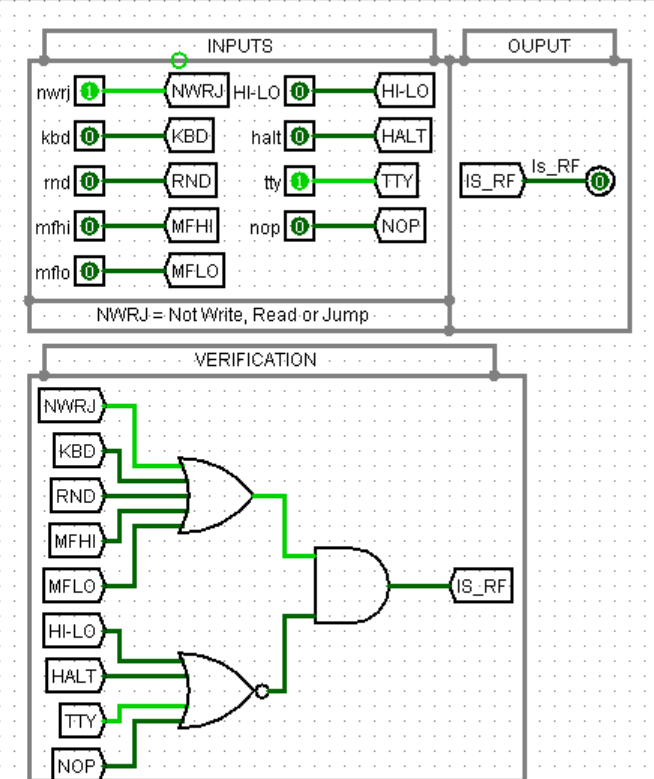 INPUTS
OUPUT
nwrj 1 NWRJ HI-LO 0 HI-LO
kbd 0 KBD halt 0 HALT
rnd 0 RND tty 1 TTY
IS_RF Is_RF 0
mfhi 0 MFHI nop 0 NOP
mflo 0 MFLO
NWRJ = Not Write, Read or Jump
VERIFICATION
NWRJ
KBD
RND
MFHI
MFLO
IS_RF
HI-LO
HALT
TTY
NOP